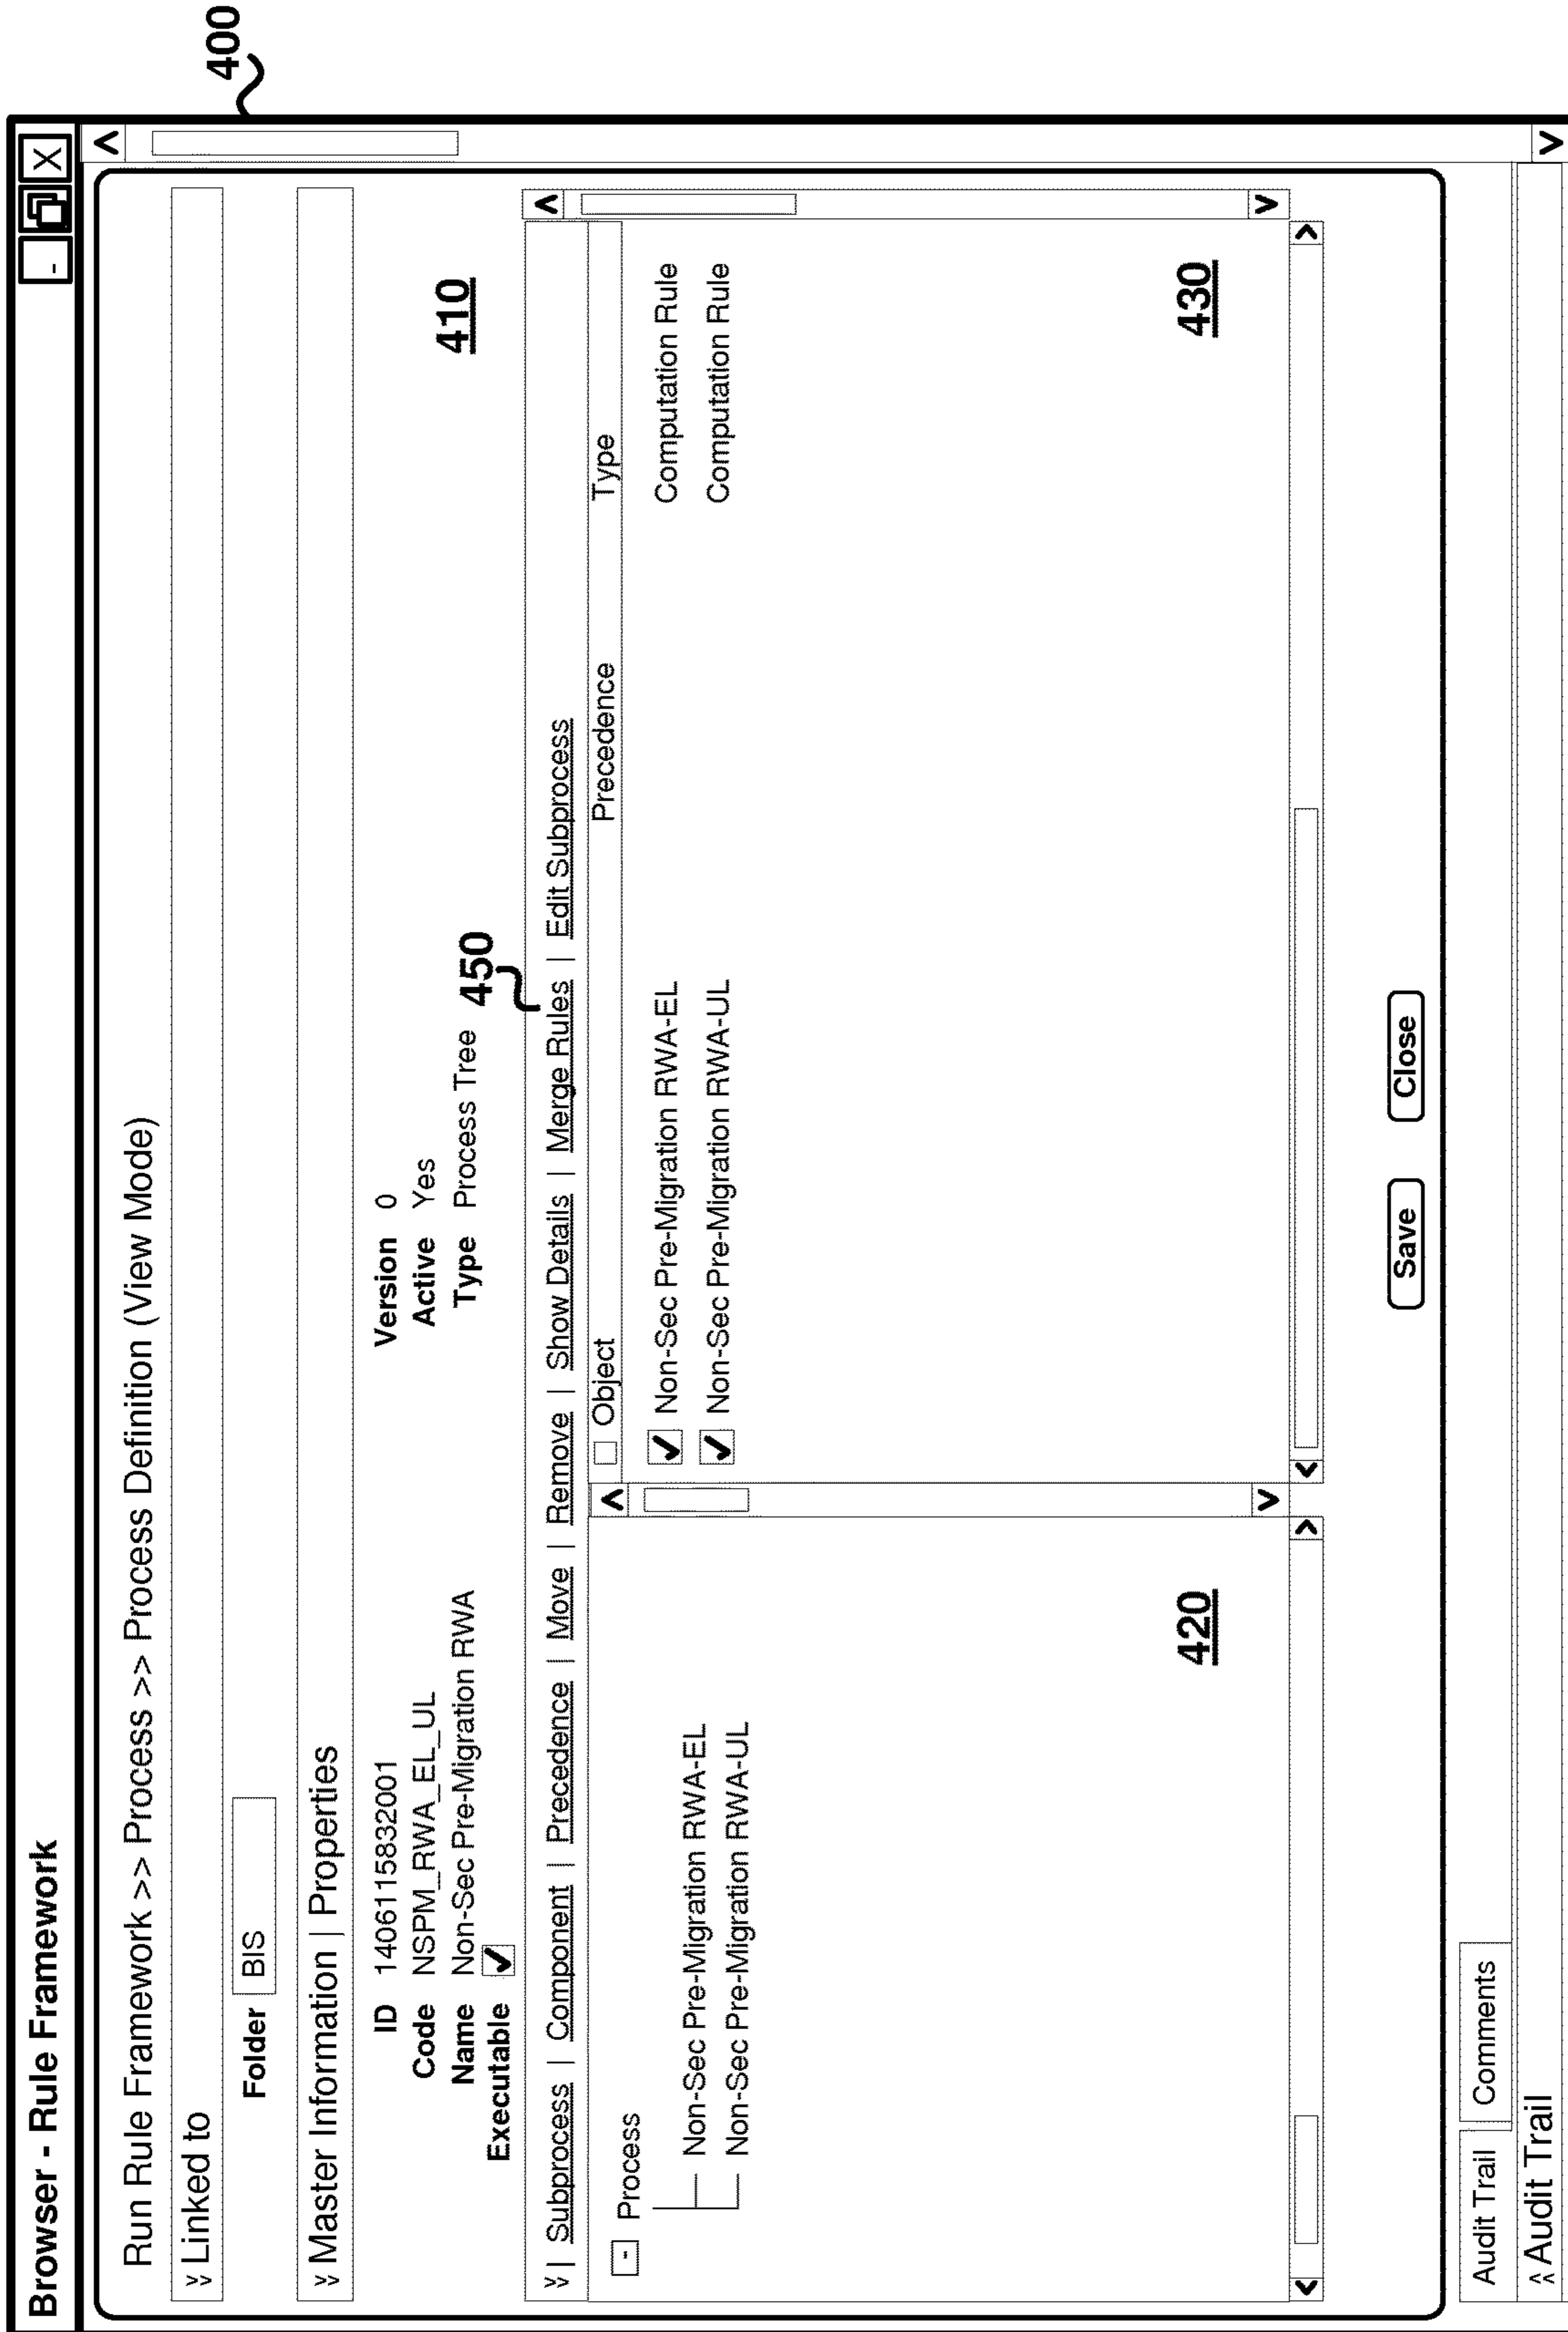 Browser - Rule Framework
- X
400
Run Rule Framework >> Process >> Process Definition (View Mode)
Linked to
Folder BIS
Master Information | Properties
410
ID 1406115832001
Version 0
Code NSPM_RWA_EL_UL
Active Yes
Name Non-Sec Pre-Migration RWA
Type Process Tree
Executable
450
| Subprocess | Component | Precedence | Move | Remove | Show Details | Merge Rules | Edit Subprocess
Object Precedence Type
Process
Non-Sec Pre-Migration RWA-EL
Non-Sec Pre-Migration RWA-UL
420
Non-Sec Pre-Migration RWA-EL Computation Rule
Non-Sec Pre-Migration RWA-UL Computation Rule
430
Save Close
Audit Trail Comments
Audit Trail